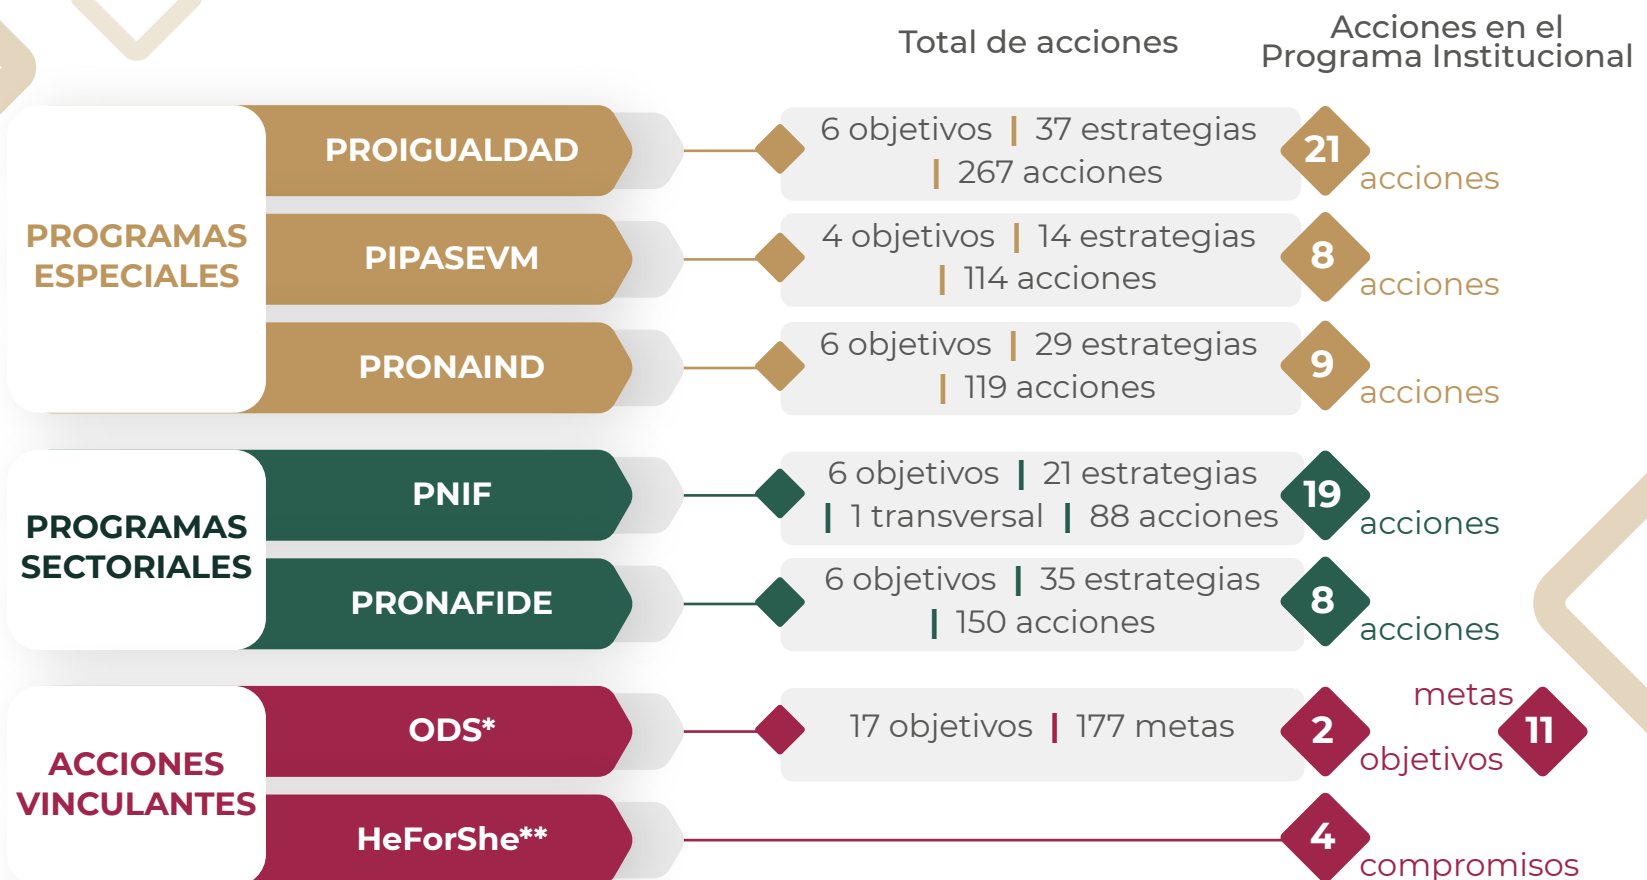 Total de acciones
Acciones en el
Programa Institucional
PROGRAMAS
ESPECIALES
PROIGUALDAD
6 objetivos | 37 estrategias
| 267 acciones
21
acciones
PIPASEVM
4 objetivos | 14 estrategias
| 114 acciones
8
acciones
PRONAIND
6 objetivos | 29 estrategias
| 119 acciones
9
acciones
PROGRAMAS
SECTORIALES
PNIF
6 objetivos | 21 estrategias
| 1 transversal | 88 acciones
19
acciones
PRONAFIDE
6 objetivos | 35 estrategias
| 150 acciones
8
acciones
ACCIONES
VINCULANTES
ODS*
17 objetivos | 177 metas
2
objetivos
metas
11
HeForShe**
4
compromisos